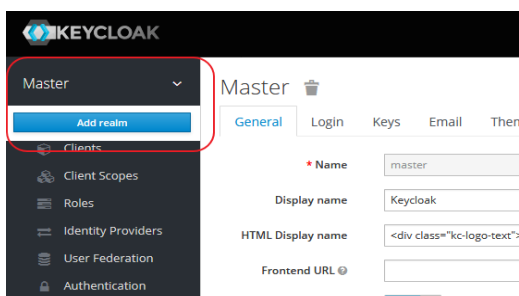 KEYCLOAK
Master
Add realm
Clients
Client Scopes
Roles
Identity Providers
User Federation
Authentication
Master
General Login Keys Email
* Name master
Display name Keycloak
HTML Display name <div class="kc-logo-text">
Frontend URL